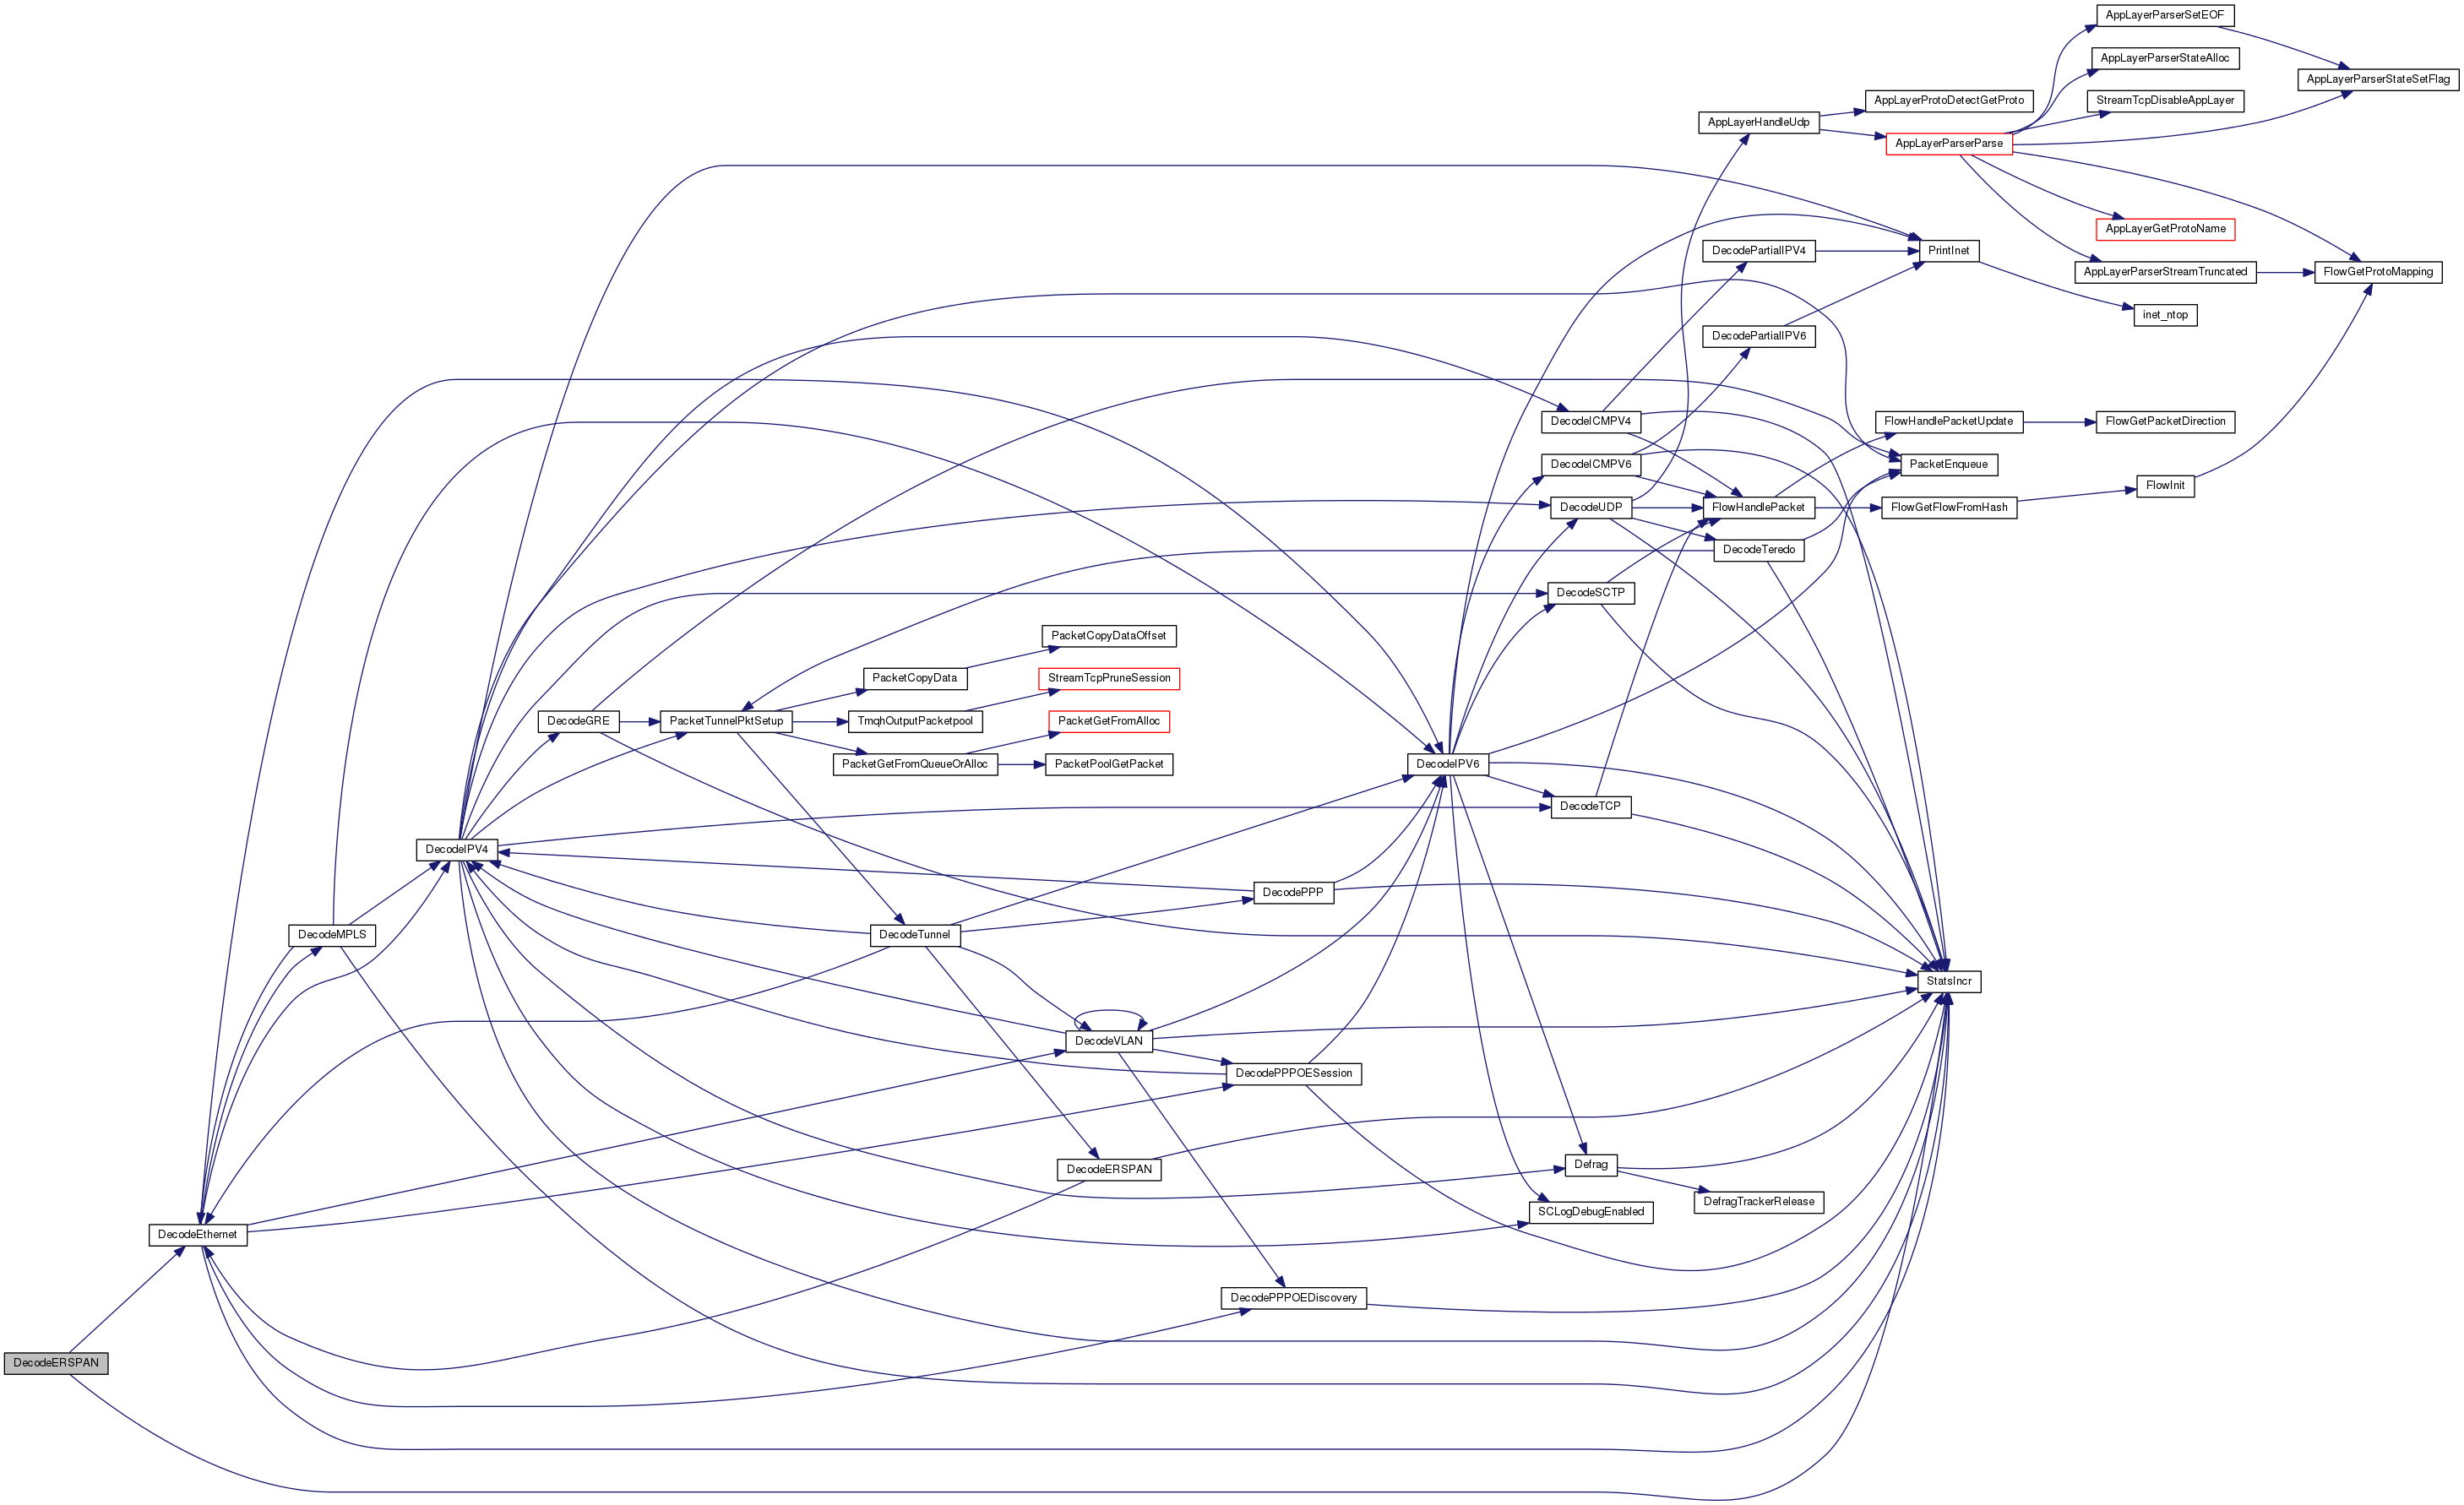 AppLayerParserSetEOF
AppLayerParserStateAlloc
AppLayerParserStateSetFlag
AppLayerProtoDetectGetProto
StreamTcpDisableAppLayer
AppLayerHandleUdp
AppLayerParserParse
AppLayerGetProtoName
DecodePartialIPV4
PrintInet
AppLayerParserStreamTruncated
FlowGetProtoMapping
inet_ntop
DecodePartialIPV6
DecodeICMPV4
FlowHandlePacketUpdate
FlowGetPacketDirection
DecodeICMPV6
PacketEnqueue
FlowInit
DecodeUDP
FlowHandlePacket
FlowGetFlowFromHash
DecodeTeredo
DecodeSCTP
PacketCopyDataOffset
PacketCopyData
StreamTcpPruneSession
DecodeGRE
PacketTunnelPktSetup
TmqhOutputPacketpool
PacketGetFromAlloc
PacketGetFromQueueOrAlloc
PacketPoolGetPacket
DecodeIPV6
DecodeTCP
DecodeIPV4
DecodePPP
DecodeMPLS
DecodeTunnel
StatsIncr
DecodeVLAN
DecodePPPOESession
DecodeERSPAN
Defrag
DefragTrackerRelease
SCLogDebugEnabled
DecodeEthernet
DecodePPPOEDiscovery
DecodeERSPAN